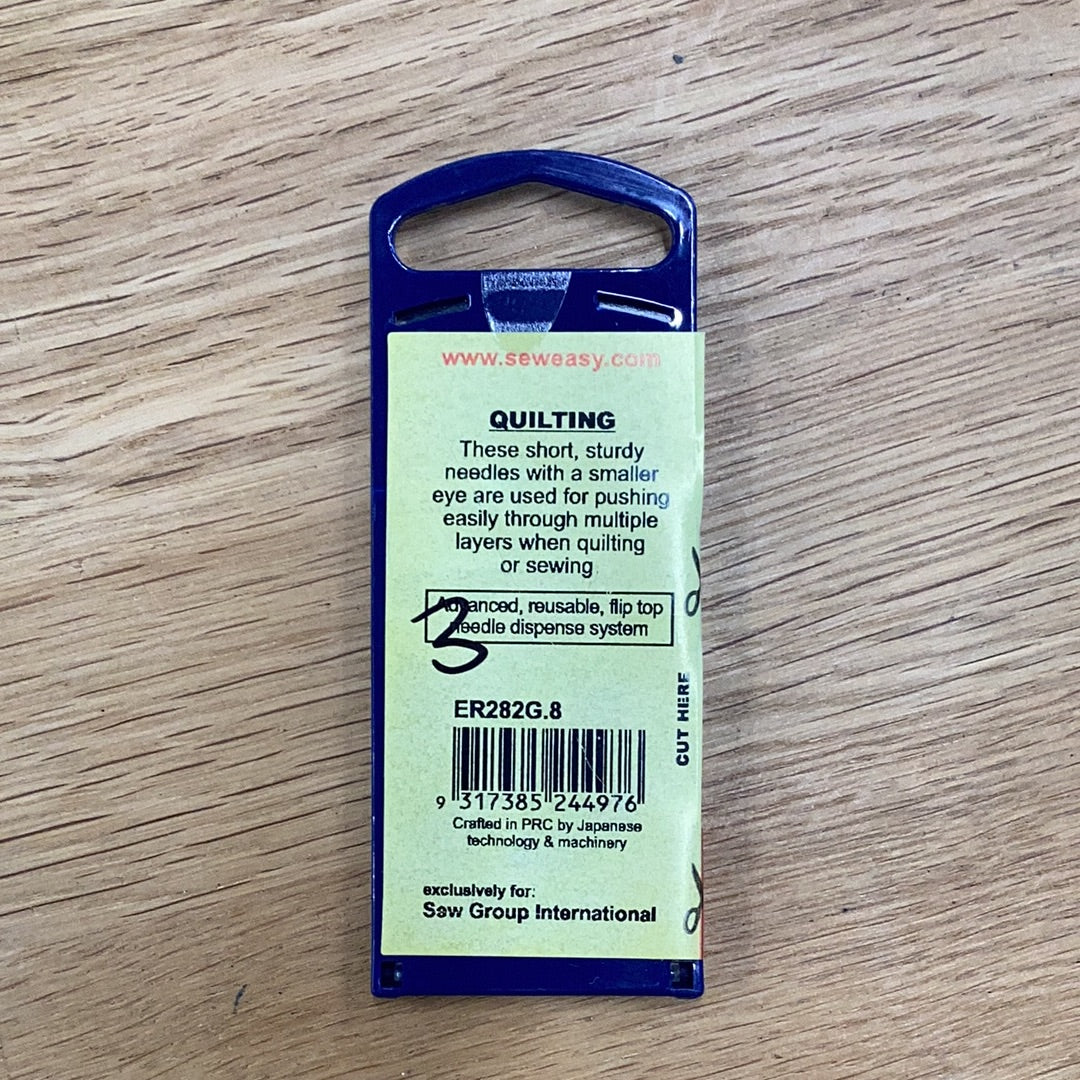 www.seweasy.com
QUILTING
These short, sturdy
needles with a smaller
eye are used for pushing
easily through multiple
layers when quilting
or sewing
Advanced, reusable, flip top
needle dispense system
3
ER282G.8
CUT HERE
9 317385 244976
Crafted in PRC by Japanese
technology & machinery
exclusively for:
Sew Group International